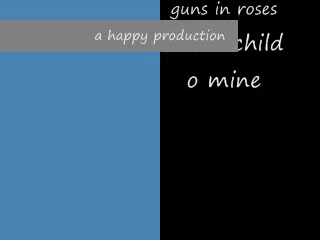 guns in roses
a happy production
child
o mine